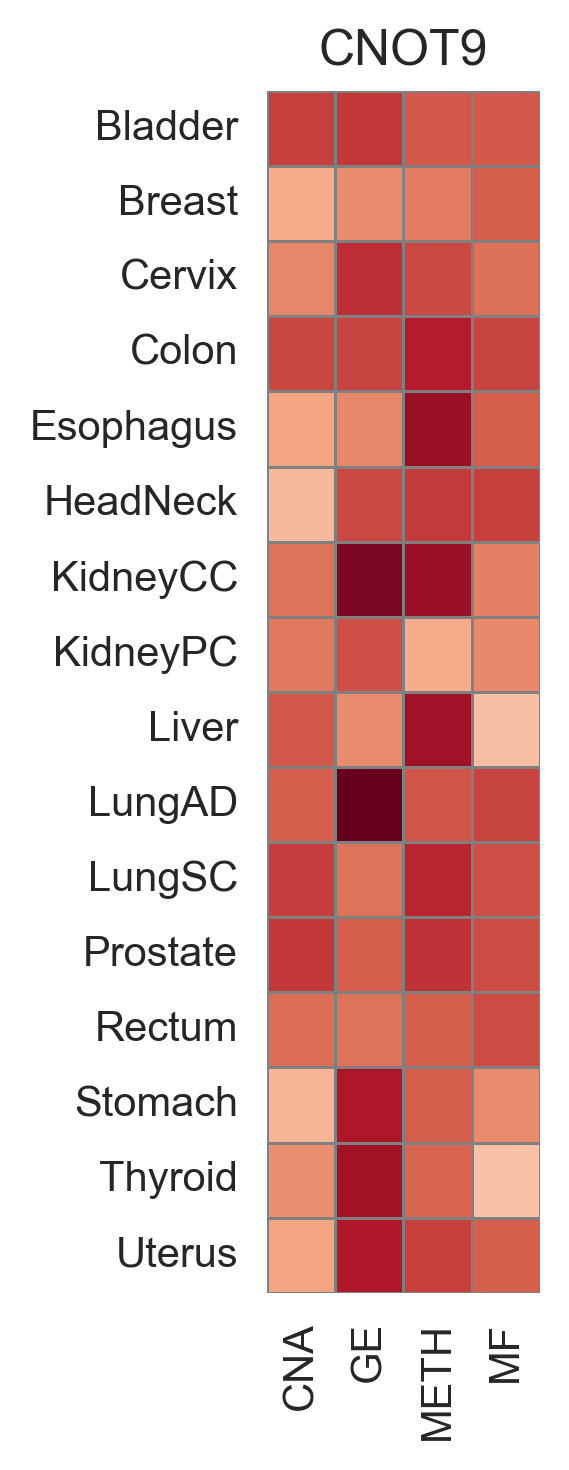 CNOT9
Bladder
Breast
Cervix
Colon
Esophagus
HeadNeck
KidneyCC
KidneyPC
Liver
LungAD
LungSC
Prostate
Rectum
Stomach
Thyroid
Uterus
CNA
GE
METH
MF